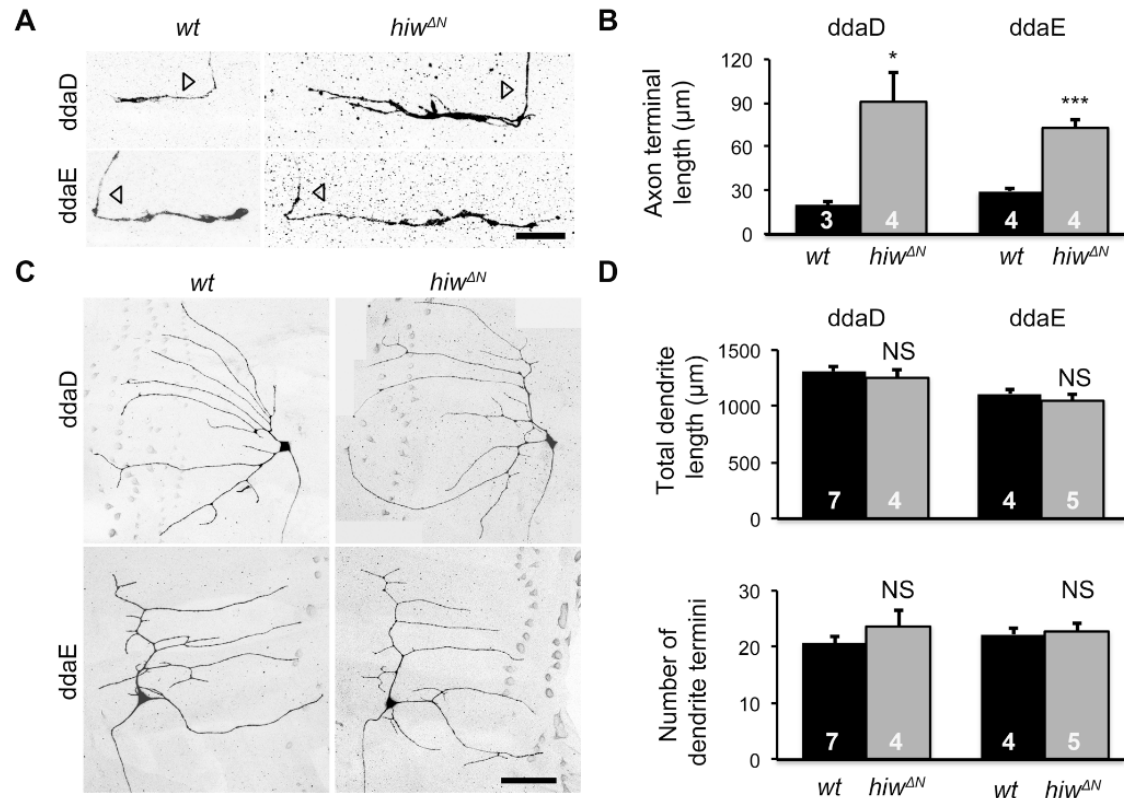 A
wt
hiw^ΔN
ddaD
ddaE
B
ddaD
ddaE
Axon terminal
length (μm)
120
90
60
30
0
*
***
3
4
4
4
wt
hiw^ΔN
wt
hiw^ΔN
C
wt
hiw^ΔN
ddaD
ddaE
D
ddaD
ddaE
Total dendrite
length (μm)
1500
1000
500
0
NS
NS
7
4
4
5
Number of
dendrite termini
30
20
10
0
NS
NS
7
4
4
5
wt
hiw^ΔN
wt
hiw^ΔN